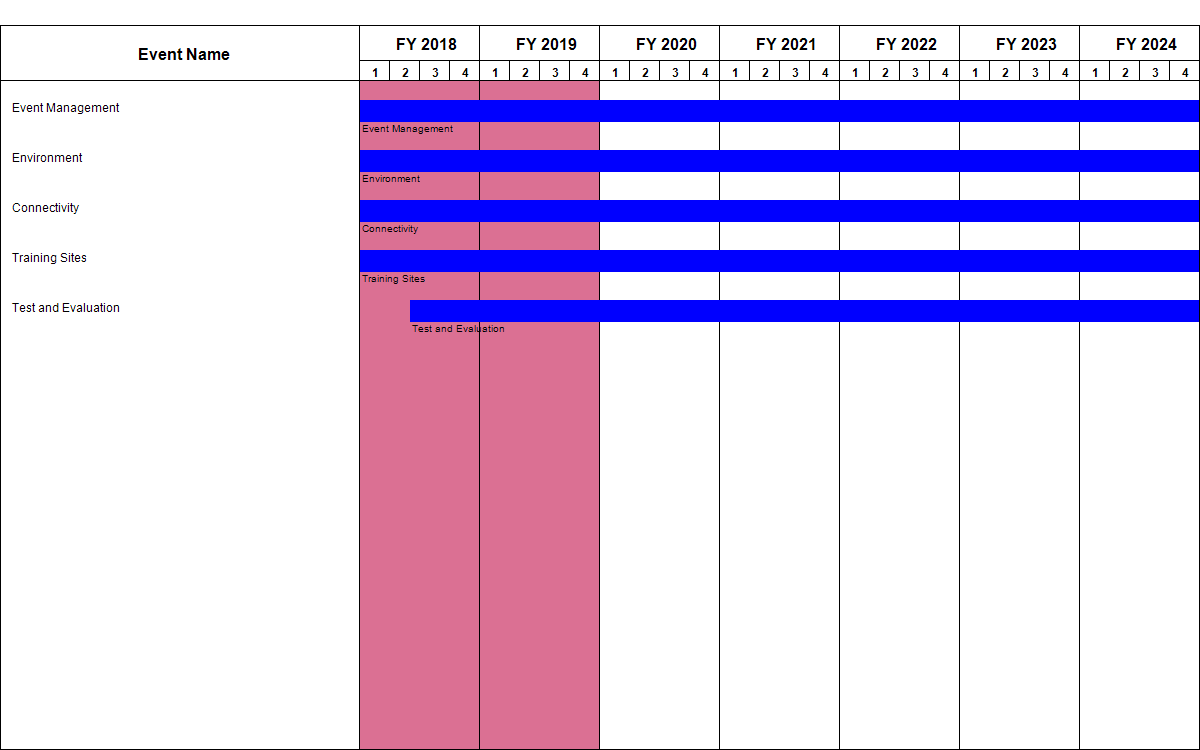 Event Name FY 2018 FY 2019 FY 2020 FY 2021 FY 2022 FY 2023 FY 2024
1 2 3 4 1 2 3 4 1 2 3 4 1 2 3 4 1 2 3 4 1 2 3 4 1 2 3 4
Event Management
Event Management
Environment
Environment
Connectivity
Connectivity
Training Sites
Training Sites
Test and Evaluation
Test and Evaluation